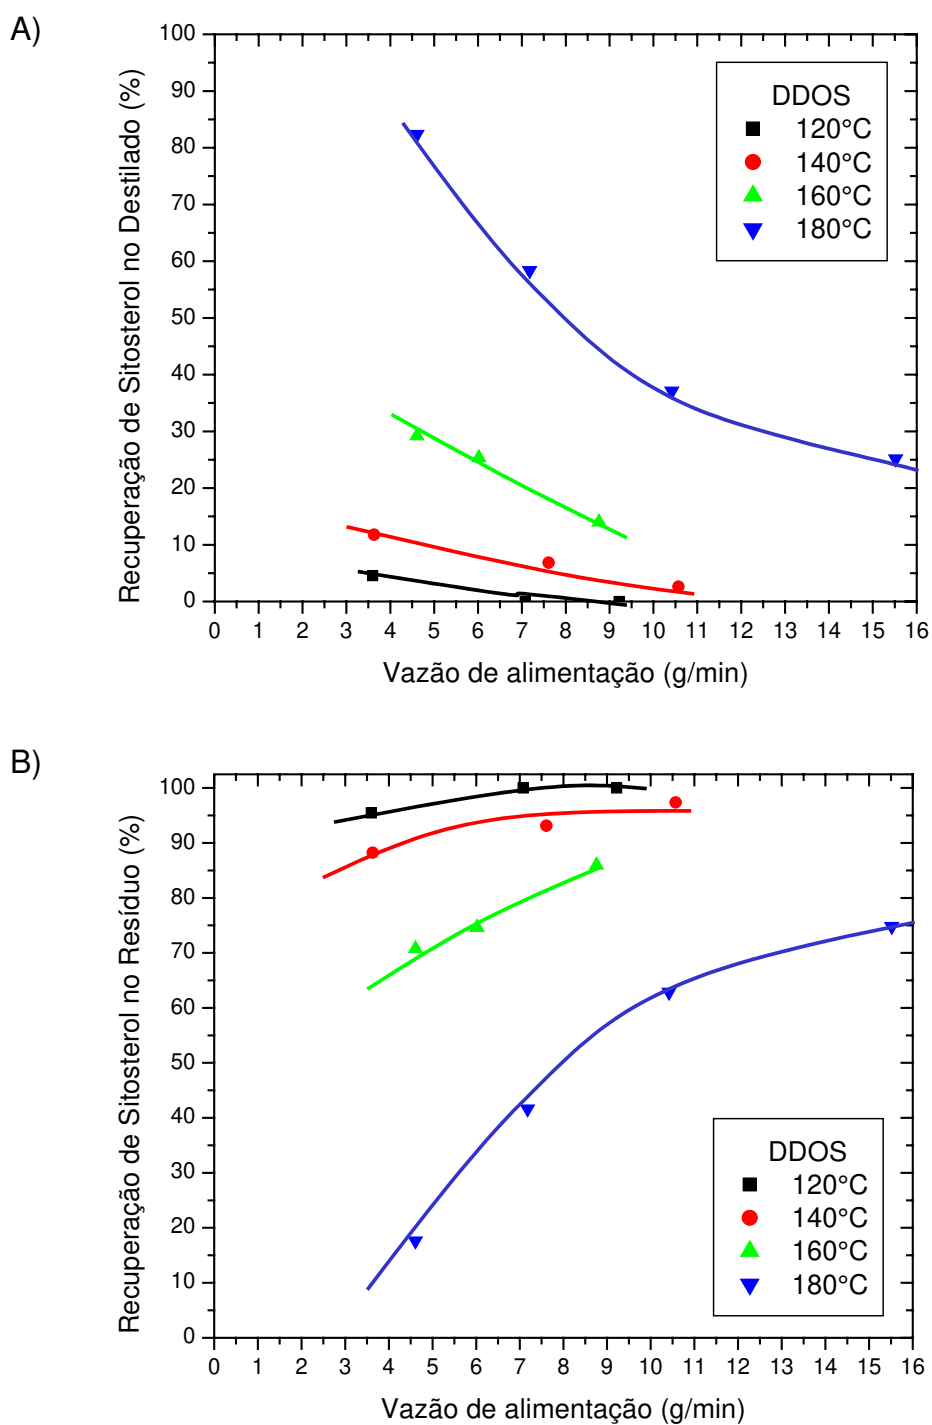 A)
Recuperação de Sitosterol no Destilado (%)
100
90
80
70
60
50
40
30
20
10
0
DDOS
120°C
140°C
160°C
180°C
0 1 2 3 4 5 6 7 8 9 10 11 12 13 14 15 16
Vazão de alimentação (g/min)
B)
Recuperação de Sitosterol no Resíduo (%)
100
90
80
70
60
50
40
30
20
10
0
DDOS
120°C
140°C
160°C
180°C
0 1 2 3 4 5 6 7 8 9 10 11 12 13 14 15 16
Vazão de alimentação (g/min)